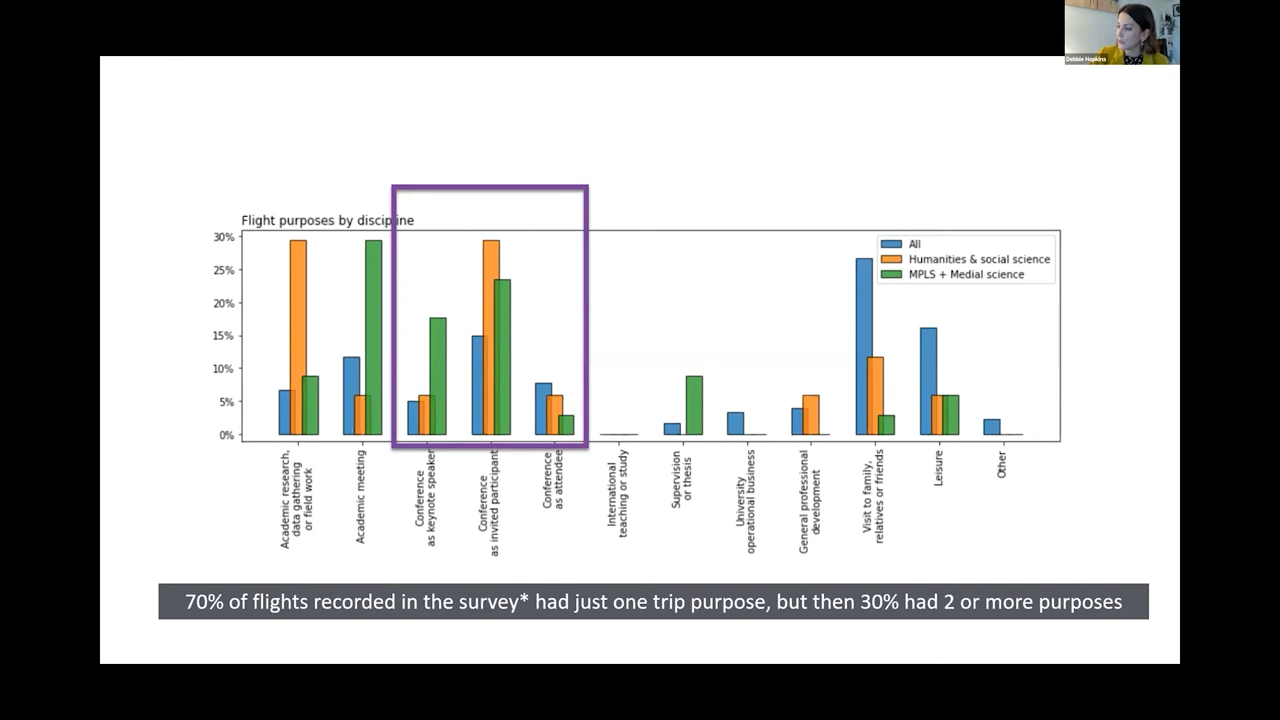 Debbie Hopkins
Flight purposes by discipline
30%
25%
20%
15%
10%
5%
0%
All
Humanities & social science
MPLS + Medial science
Academic research,
data gathering
or field work
Academic meeting
Conference
as keynote speaker
Conference
as invited participant
Conference
as attendee
International
teaching or study
Supervision
or thesis
University
operational business
General professional
development
Visit to family,
relatives or friends
Leisure
Other
70% of flights recorded in the survey* had just one trip purpose, but then 30% had 2 or more purposes